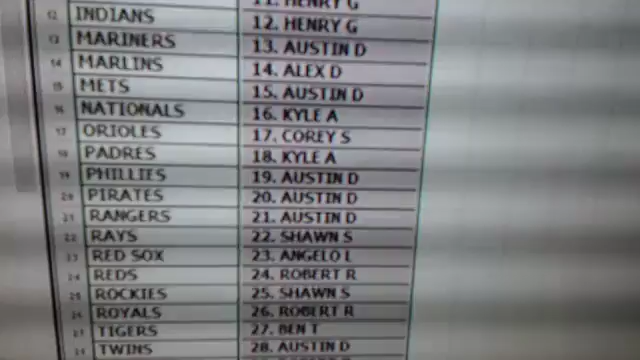 11. HENRY G
12 INDIANS 12. HENRY G
13 MARINERS 13. AUSTIN D
14 MARLINS 14. ALEX D
15 METS 15. AUSTIN D
16 NATIONALS 16. KYLE A
17 ORIOLES 17. COREY S
18 PADRES 18. KYLE A
19 PHILLIES 19. AUSTIN D
20 PIRATES 20. AUSTIN D
21 RANGERS 21. AUSTIN D
22 RAYS 22. SHAWN S
23 RED SOX 23. ANGELO L
24 REDS 24. ROBERT R
25 ROCKIES 25. SHAWN S
26 ROYALS 26. ROBERT R
27 TIGERS 27. BEN T
28 TWINS 28. AUSTIN D